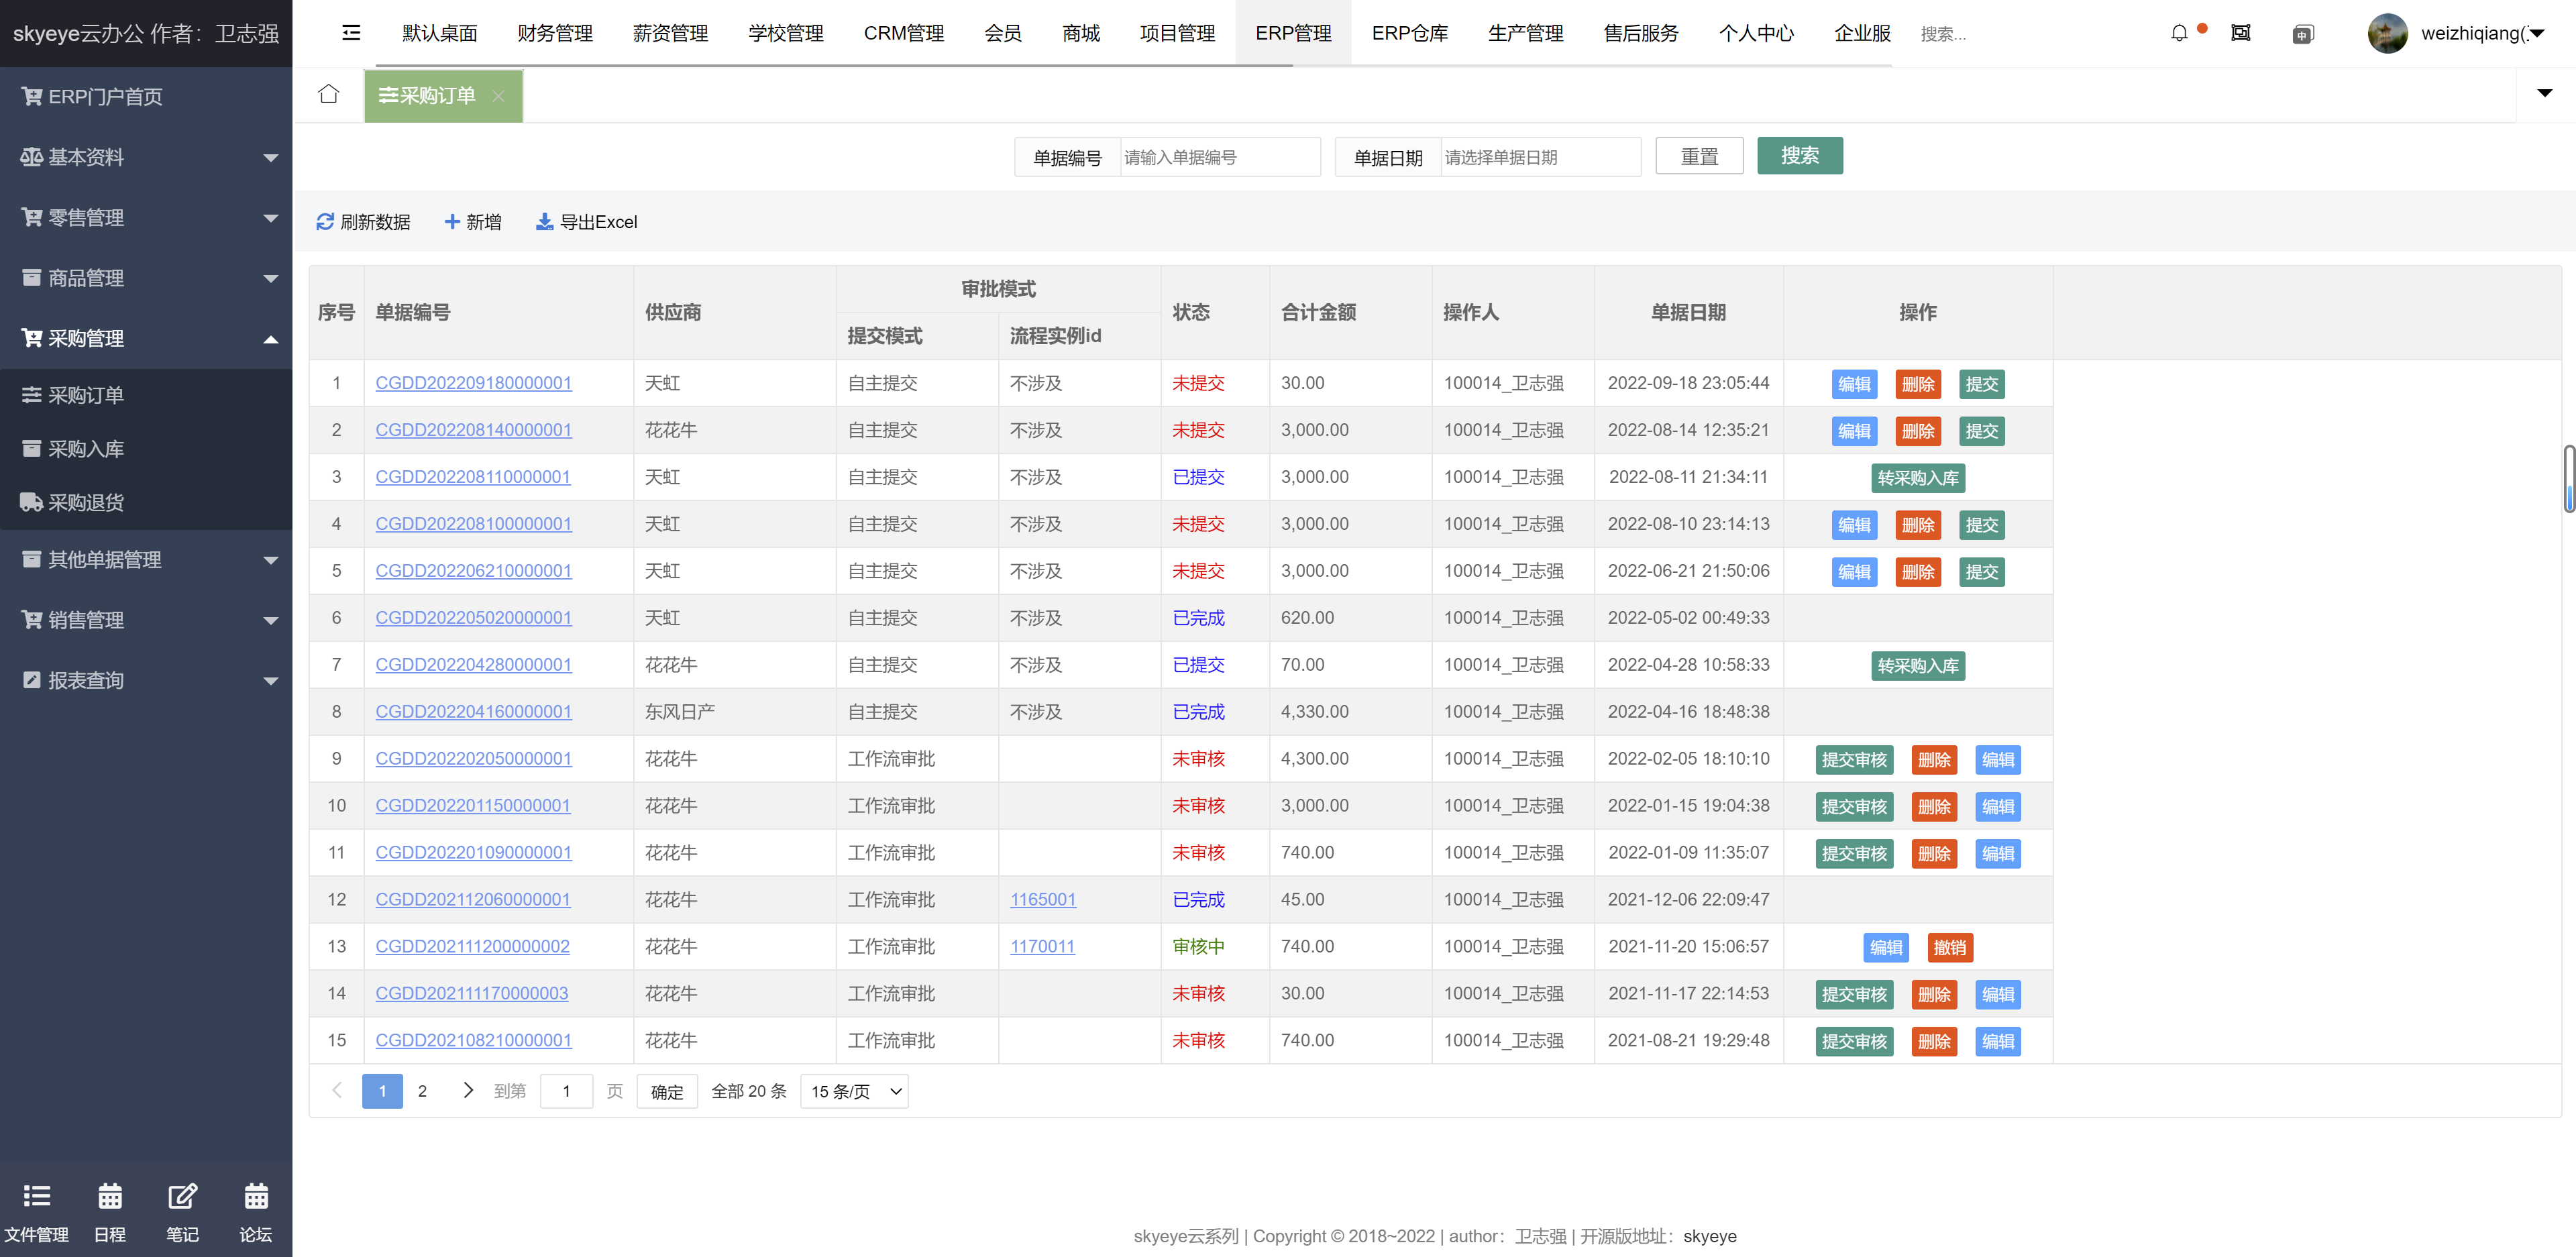 skyeye云办公 作者：卫志强
默认桌面 财务管理 薪资管理 学校管理 CRM管理 会员 商城 项目管理 ERP管理 ERP仓库 生产管理 售后服务 个人中心 企业服 搜索... 中 weizhiqiang(
ERP门户首页
基本资料
零售管理
商品管理
采购管理
采购订单
采购入库
采购退货
其他单据管理
销售管理
报表查询
文件管理 日程 笔记 论坛
采购订单
单据编号 请输入单据编号 单据日期 请选择单据日期 重置 搜索
刷新数据 新增 导出Excel
序号 单据编号 供应商 审批模式 状态 合计金额 操作人 单据日期 操作
提交模式 流程实例id
1 CGDD202209180000001 天虹 自主提交 不涉及 未提交 30.00 100014_卫志强 2022-09-18 23:05:44 编辑 删除 提交
2 CGDD202208140000001 花花牛 自主提交 不涉及 未提交 3,000.00 100014_卫志强 2022-08-14 12:35:21 编辑 删除 提交
3 CGDD202208110000001 天虹 自主提交 不涉及 已提交 3,000.00 100014_卫志强 2022-08-11 21:34:11 转采购入库
4 CGDD202208100000001 天虹 自主提交 不涉及 未提交 3,000.00 100014_卫志强 2022-08-10 23:14:13 编辑 删除 提交
5 CGDD202206210000001 天虹 自主提交 不涉及 未提交 3,000.00 100014_卫志强 2022-06-21 21:50:06 编辑 删除 提交
6 CGDD202205020000001 天虹 自主提交 不涉及 已完成 620.00 100014_卫志强 2022-05-02 00:49:33
7 CGDD202204280000001 花花牛 自主提交 不涉及 已提交 70.00 100014_卫志强 2022-04-28 10:58:33 转采购入库
8 CGDD202204160000001 东风日产 自主提交 不涉及 已完成 4,330.00 100014_卫志强 2022-04-16 18:48:38
9 CGDD202202050000001 花花牛 工作流审批 未审核 4,300.00 100014_卫志强 2022-02-05 18:10:10 提交审核 删除 编辑
10 CGDD202201150000001 花花牛 工作流审批 未审核 3,000.00 100014_卫志强 2022-01-15 19:04:38 提交审核 删除 编辑
11 CGDD202201090000001 花花牛 工作流审批 未审核 740.00 100014_卫志强 2022-01-09 11:35:07 提交审核 删除 编辑
12 CGDD202112060000001 花花牛 工作流审批 1165001 已完成 45.00 100014_卫志强 2021-12-06 22:09:47
13 CGDD202111200000002 花花牛 工作流审批 1170011 审核中 740.00 100014_卫志强 2021-11-20 15:06:57 编辑 撤销
14 CGDD202111170000003 花花牛 工作流审批 未审核 30.00 100014_卫志强 2021-11-17 22:14:53 提交审核 删除 编辑
15 CGDD202108210000001 花花牛 工作流审批 未审核 740.00 100014_卫志强 2021-08-21 19:29:48 提交审核 删除 编辑
1 2 到第 1 页 确定 全部 20 条 15 条/页
skyeye云系列 | Copyright © 2018~2022 | author：卫志强 | 开源版地址：skyeye